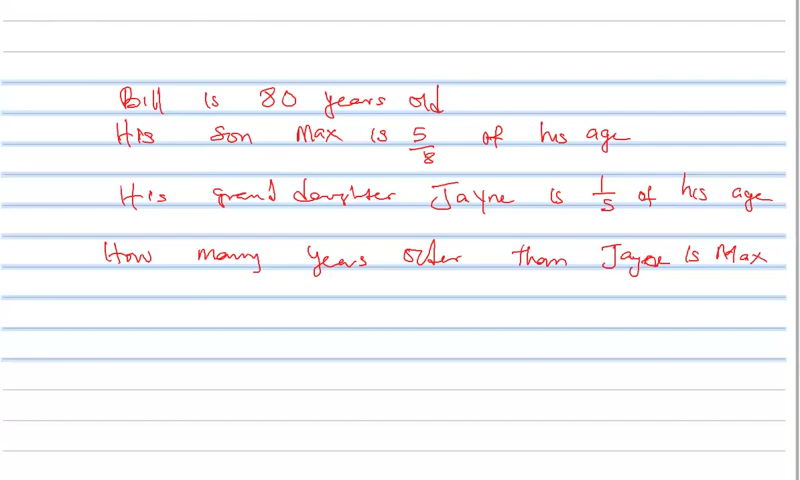 Bill is 80 years old
His son Max is 5/8 of his age
His grand daughter Jayne is 1/5 of his age
How many years older than Jayne is Max